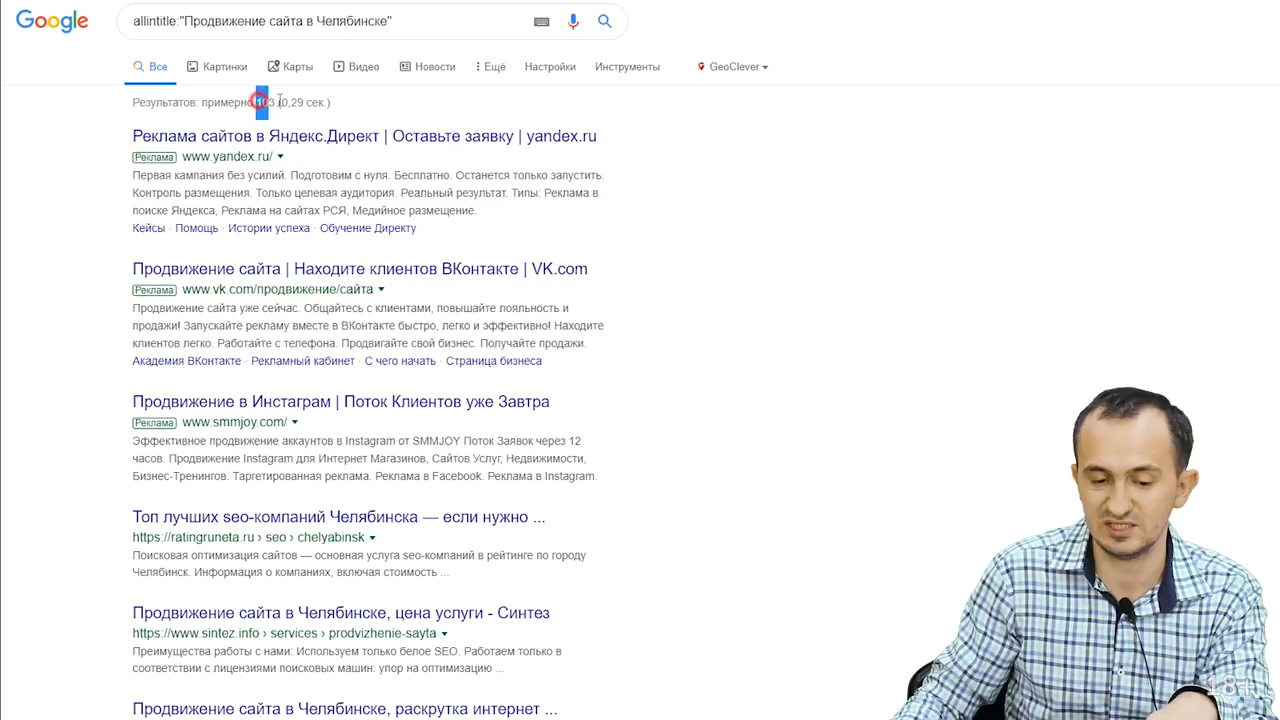 Google
allintitle:"Продвижение сайта в Челябинске"
Все Картинки Карты Видео Новости Ещё Настройки Инструменты GeoClever
Результатов: примерно 103 (0,29 сек.)
Реклама сайтов в Яндекс.Директ | Оставьте заявку | yandex.ru
Реклама www.yandex.ru/
Первая кампания без усилий. Подготовим с нуля. Бесплатно. Останется только запустить.
Контроль размещения. Только целевая аудитория. Реальный результат. Типы: Реклама в
поиске Яндекса, Реклама на сайтах РСЯ, Медийное размещение.
Кейсы · Помощь · Истории успеха · Обучение Директу
Продвижение сайта | Находите клиентов ВКонтакте | VK.com
Реклама www.vk.com/продвижение/сайта
Продвижение сайта уже сейчас. Общайтесь с клиентами, повышайте лояльность и
продажи! Запускайте рекламу вместе в ВКонтакте быстро, легко и эффективно! Находите
клиентов легко. Работайте с телефона. Продвигайте свой бизнес. Получайте продажи.
Академия ВКонтакте · Рекламный кабинет · С чего начать · Страница бизнеса
Продвижение в Инстаграм | Поток Клиентов уже Завтра
Реклама www.smmjoy.com/
Эффективное продвижение аккаунтов в Instagram от SMMJOY Поток Заявок через 12
часов. Продвижение Instagram для Интернет Магазинов, Сайтов Услуг, Недвижимости,
Бизнес-Тренингов. Таргетированная реклама. Реклама в Facebook. Реклама в Instagram.
Топ лучших seo-компаний Челябинска — если нужно ...
https://ratingruneta.ru › seo › chelyabinsk
Поисковая оптимизация сайтов — основная услуга seo-компаний в рейтинге по городу
Челябинск. Информация о компаниях, включая стоимость ...
Продвижение сайта в Челябинске, цена услуги - Синтез
https://www.sintez.info › services › prodvizhenie-sayta
Преимущества работы с нами: Используем только белое SEO. Работаем только в
соответствии с лицензиями поисковых машин: упор на оптимизацию ...
Продвижение сайта в Челябинске, раскрутка интернет ...
18+